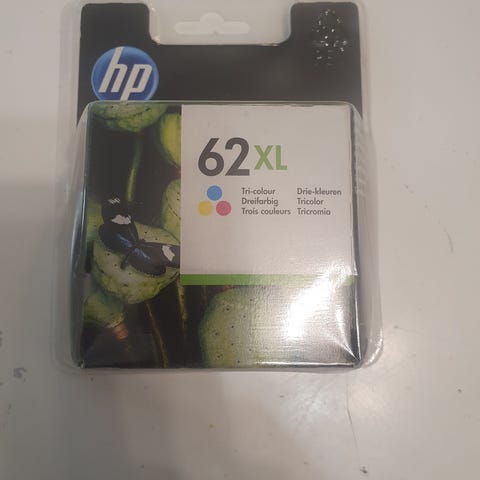 hp
62XL
Tri-colour Drie-kleuren
Dreifarbig Tricolor
Trois couleurs Tricromia